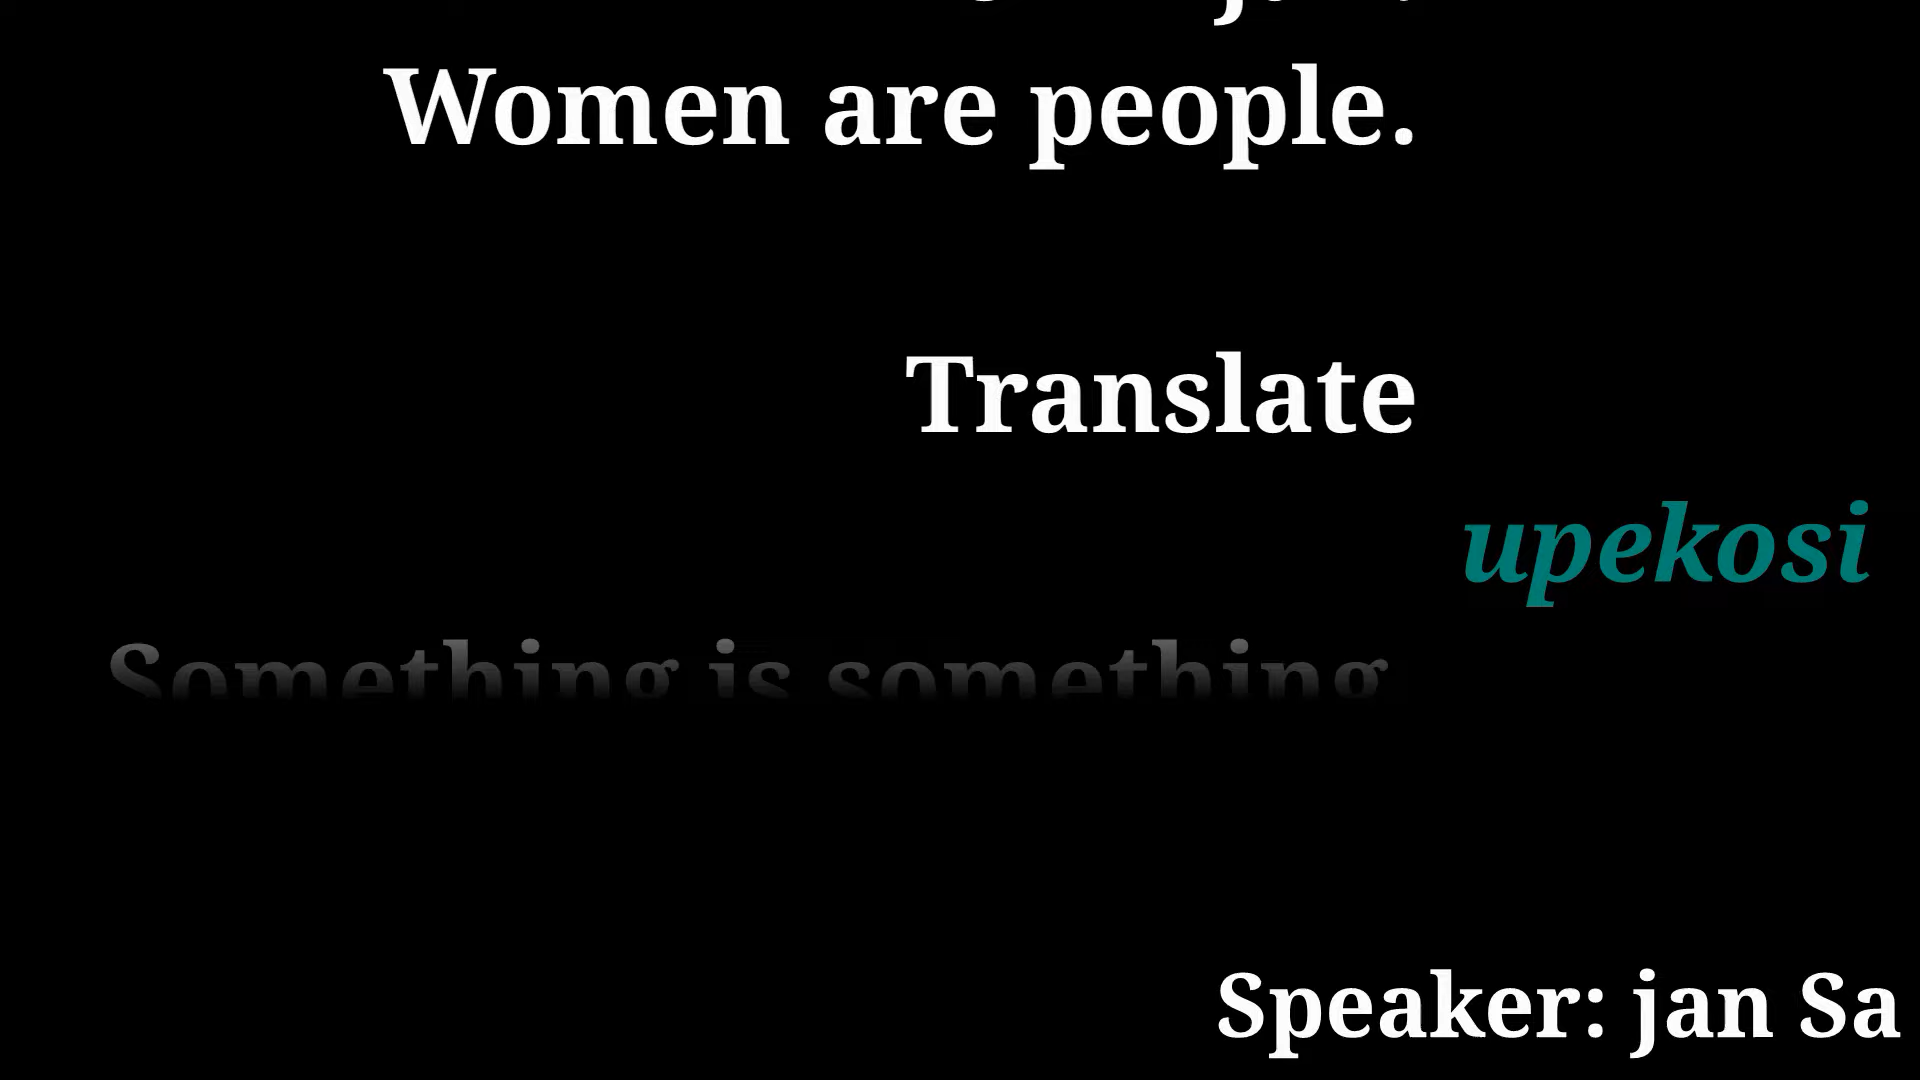 Women are people.
Translate
upekosi
Something is something
Speaker: jan Sa